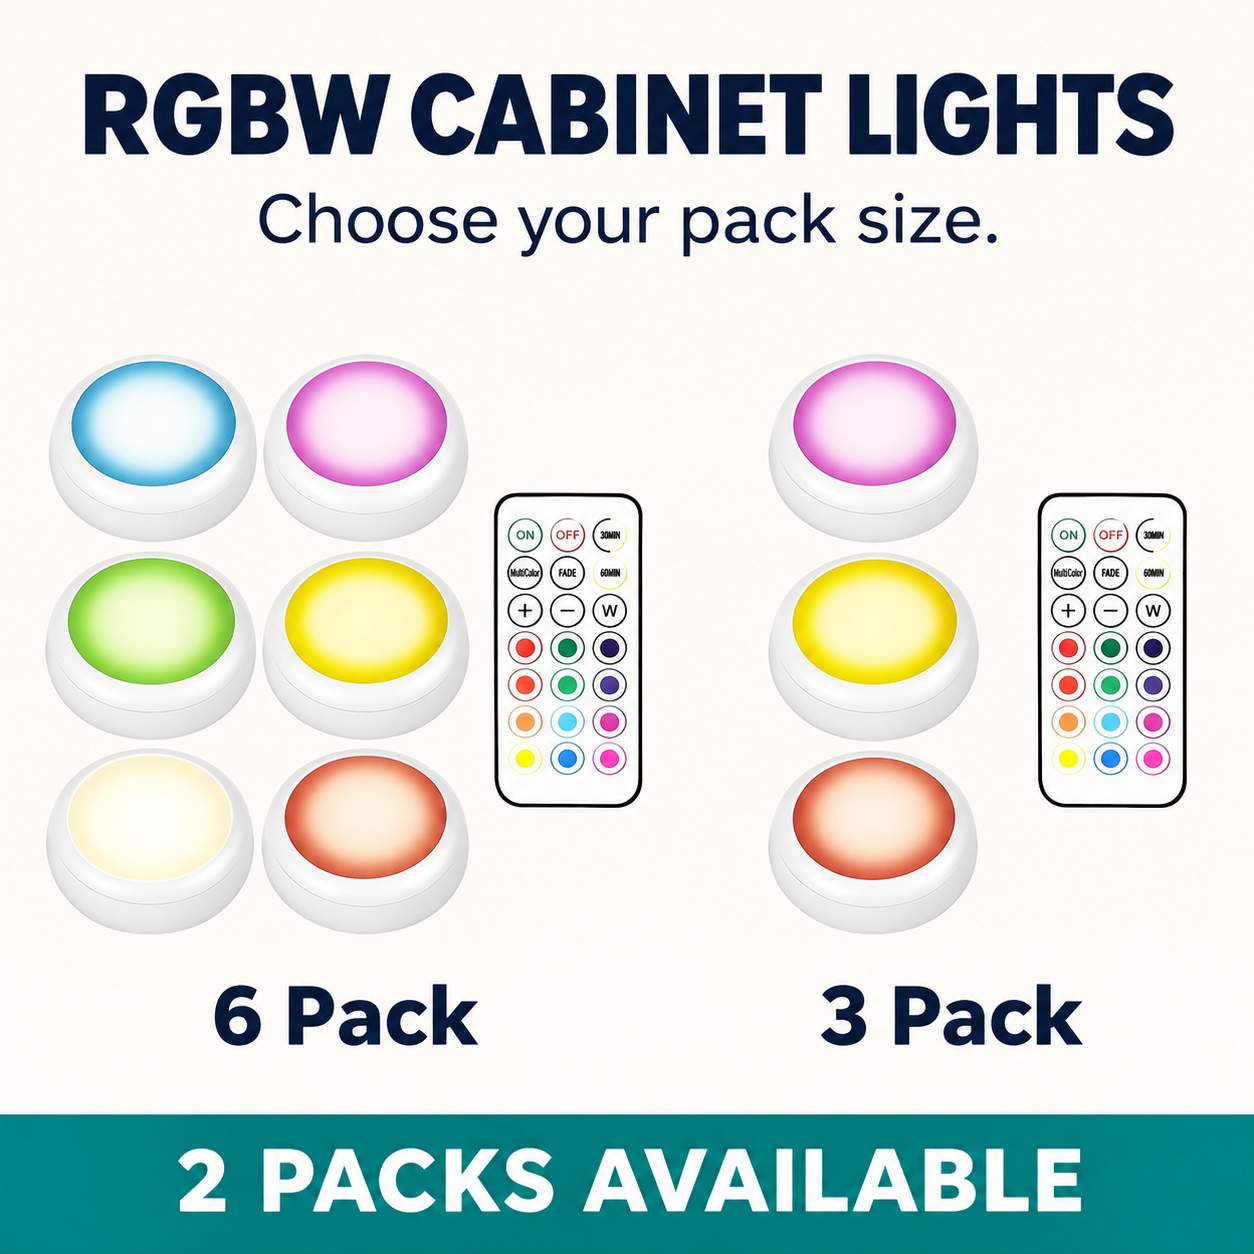 RGBW CABINET LIGHTS
Choose your pack size.
ON OFF 30MIN
MultiColor FADE 60MIN
+ − W
ON OFF 30MIN
MultiColor FADE 60MIN
+ − W
6 Pack
3 Pack
2 PACKS AVAILABLE